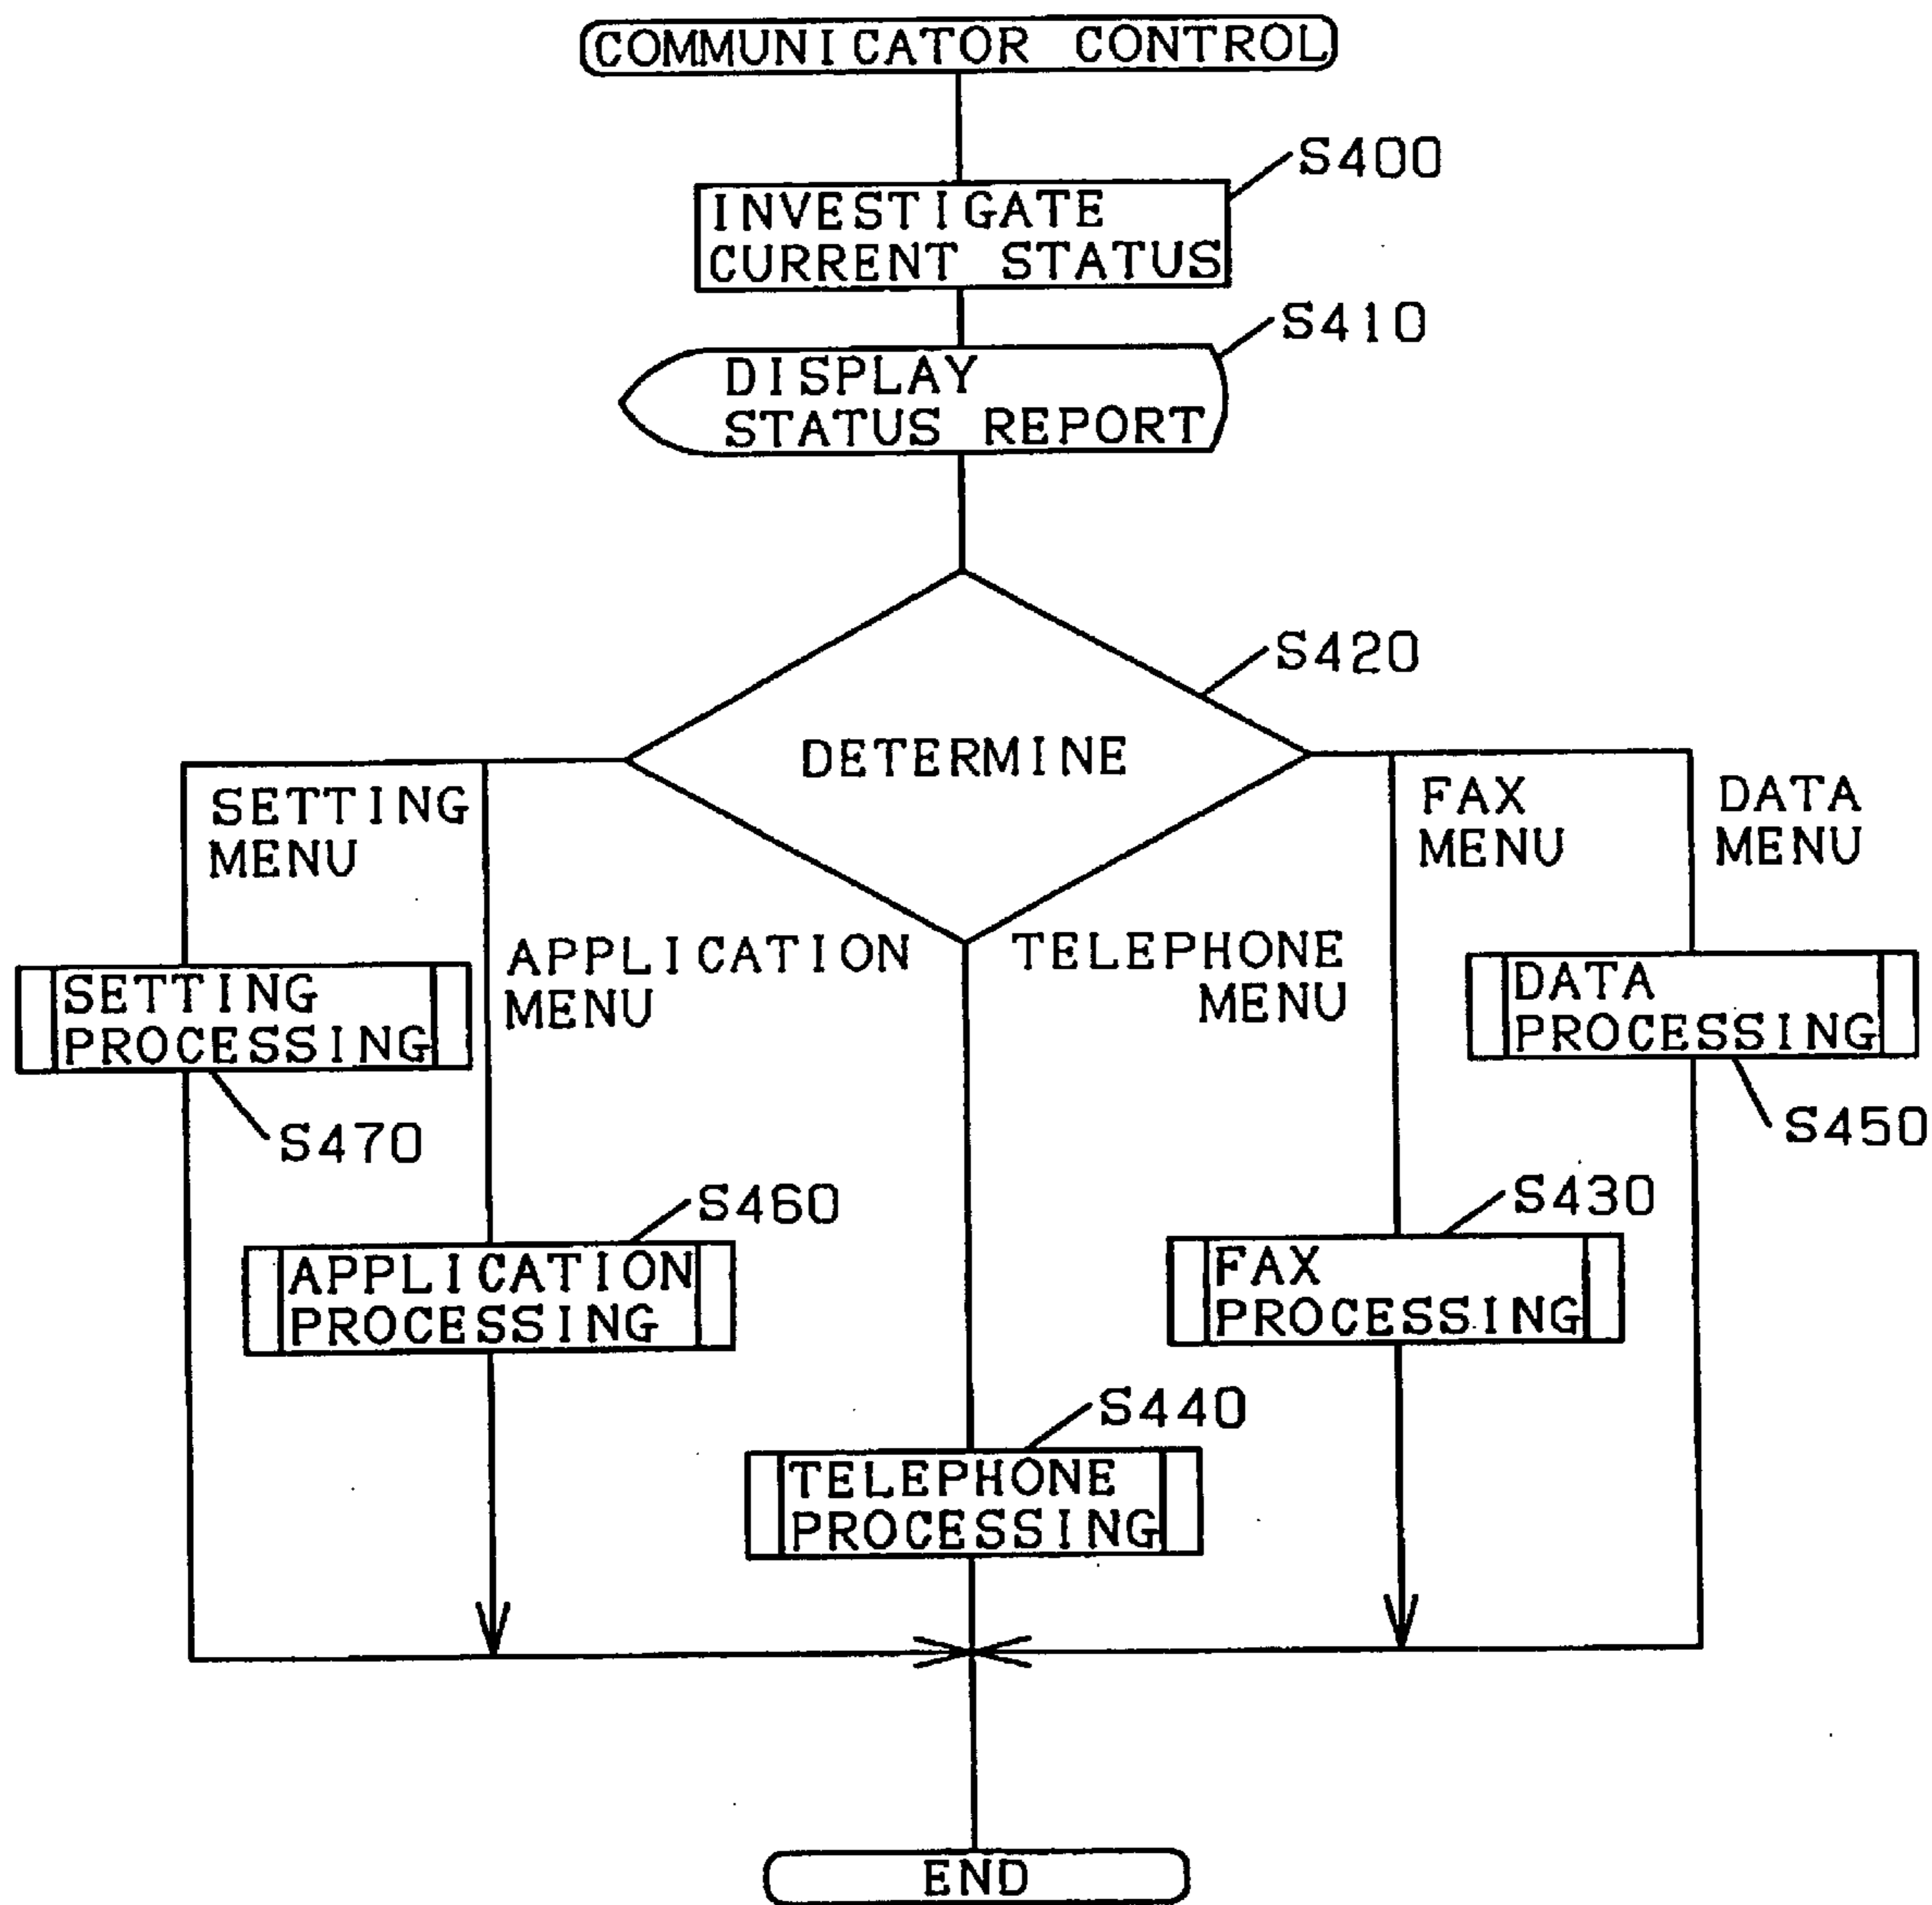 COMMUNICATOR CONTROL
S400
INVESTIGATE
CURRENT STATUS
S410
DISPLAY
STATUS REPORT
S420
DETERMINE
SETTING
MENU
FAX
MENU
DATA
MENU
APPLICATION
MENU
TELEPHONE
MENU
SETTING
PROCESSING
DATA
PROCESSING
S470
S450
S460
S430
APPLICATION
PROCESSING
FAX
PROCESSING
S440
TELEPHONE
PROCESSING
END